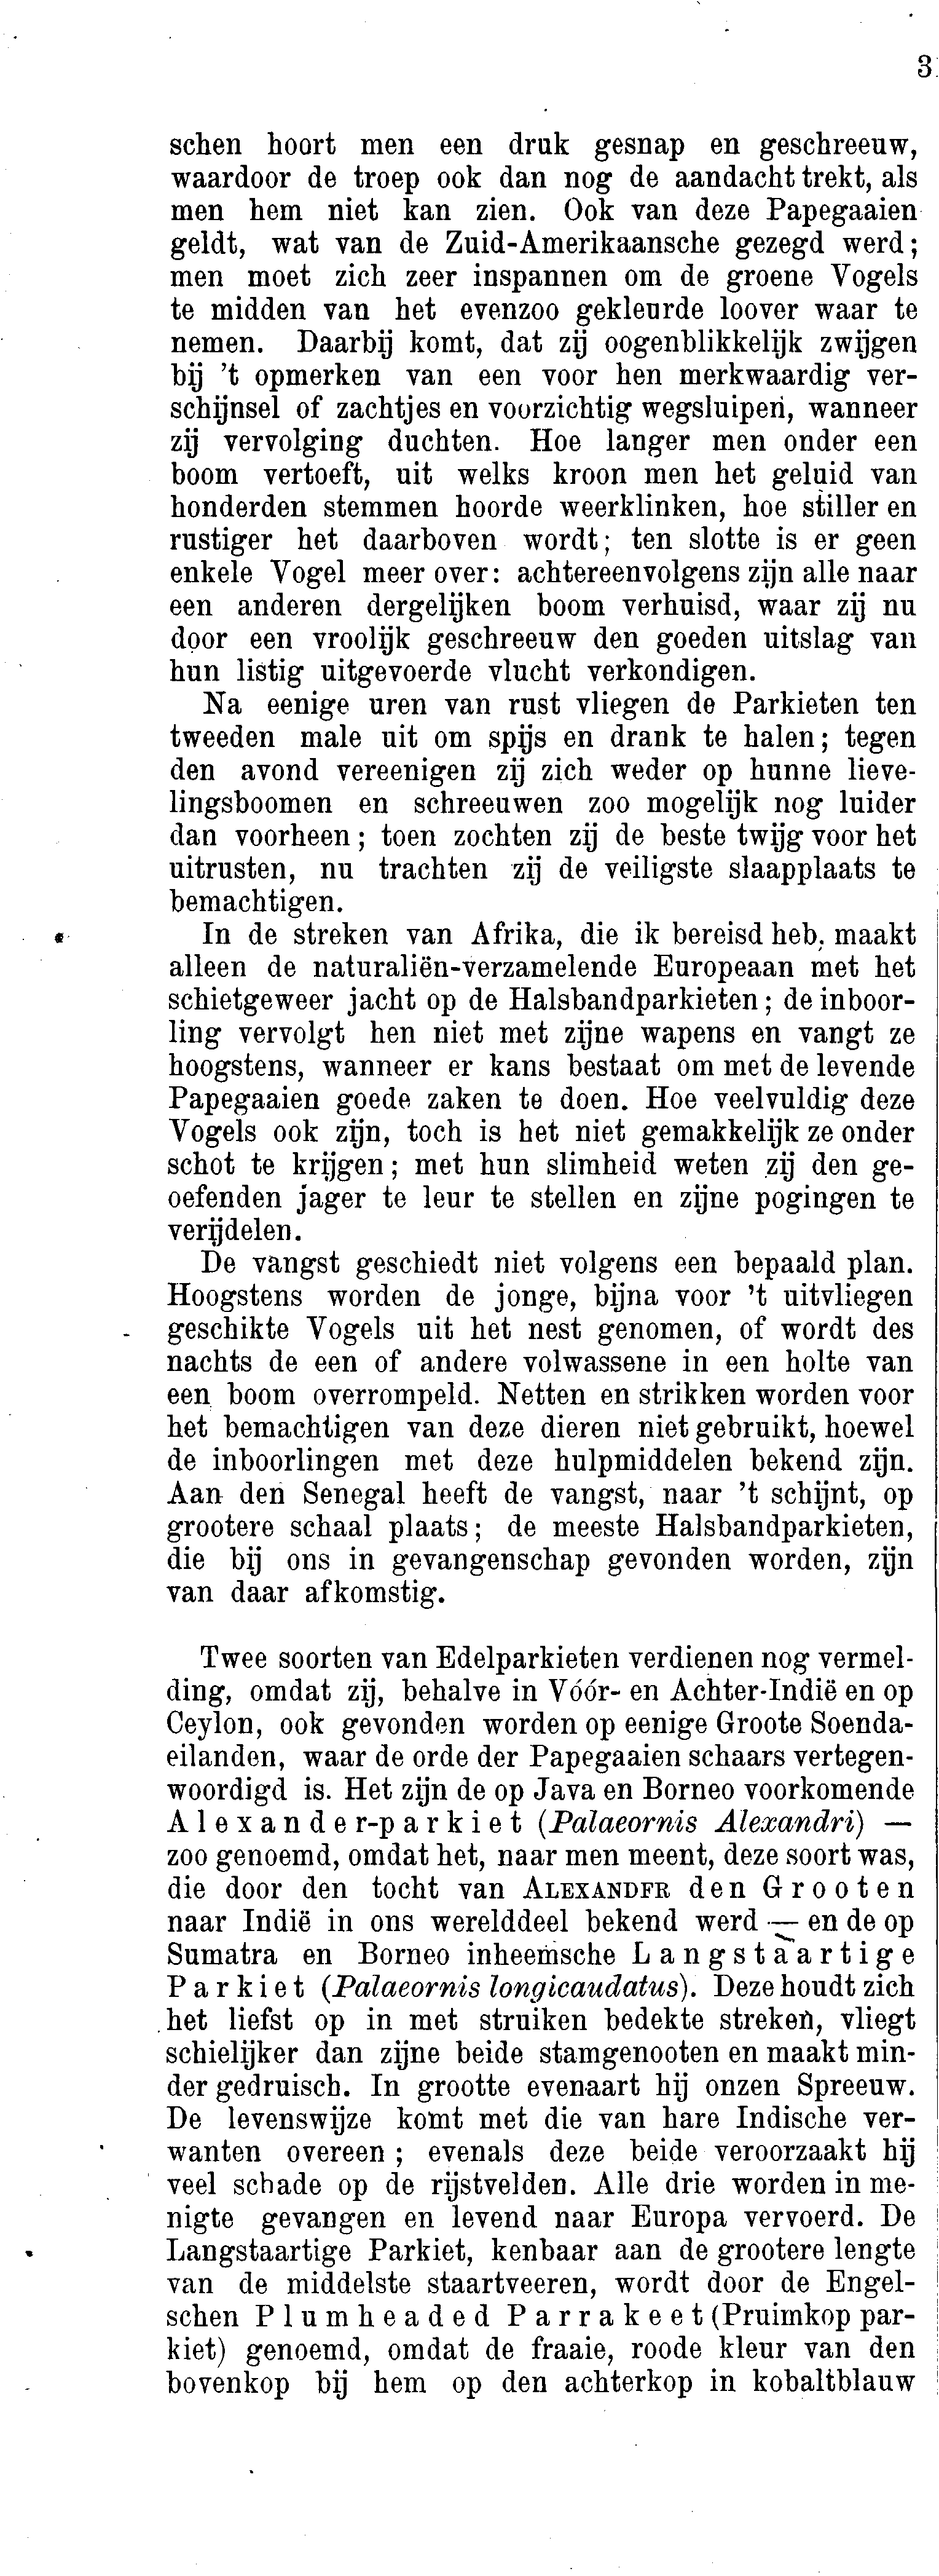 3
schen hoort men een druk gesnap en geschreeuw,
waardoor de troep ook dan nog de aandacht trekt, als
men hem niet kan zien. Ook van deze Papegaaien
geldt, wat van de Zuid-Amerikaansche gezegd werd;
men moet zich zeer inspannen om de groene Vogels
te midden van het evenzoo gekleurde loover waar te
nemen. Daarbij komt, dat zij oogenblikkelijk zwijgen
bij 't opmerken van een voor hen merkwaardig ver-
schijnsel of zachtjes en voorzichtig wegsluipen, wanneer
zij vervolging duchten. Hoe langer men onder een
boom vertoeft, uit welks kroon men het geluid van
honderden stemmen hoorde weerklinken, hoe stiller en
rustiger het daarboven wordt; ten slotte is er geen
enkele Vogel meer over: achtereenvolgens zijn alle naar
een anderen dergelijken boom verhuisd, waar zij nu
door een vroolijk geschreeuw den goeden uitslag van
hun listig uitgevoerde vlucht verkondigen.
Na eenige uren van rust vliegen de Parkieten ten
tweeden male uit om spijs en drank te halen; tegen
den avond vereenigen zij zich weder op hunne lieve-
lingsboomen en schreeuwen zoo mogelijk nog luider
dan voorheen; toen zochten zij de beste twijg voor het
uitrusten, nu trachten zij de veiligste slaapplaats te
bemachtigen.
In de streken van Afrika, die ik bereisd heb, maakt
alleen de naturaliën-verzamelende Europeaan met het
schietgeweer jacht op de Halsbandparkieten; de inboor-
ling vervolgt hen niet met zijne wapens en vangt ze
hoogstens, wanneer er kans bestaat om met de levende
Papegaaien goede zaken te doen. Hoe veelvuldig deze
Vogels ook zijn, toch is het niet gemakkelijk ze onder
schot te krijgen; met hun slimheid weten zij den ge-
oefenden jager te leur te stellen en zijne pogingen te
verijdelen.
De vangst geschiedt niet volgens een bepaald plan.
Hoogstens worden de jonge, bijna voor 't uitvliegen
geschikte Vogels uit het nest genomen, of wordt des
nachts de een of andere volwassene in een holte van
een boom overrompeld. Netten en strikken worden voor
het bemachtigen van deze dieren niet gebruikt, hoewel
de inboorlingen met deze hulpmiddelen bekend zijn.
Aan den Senegal heeft de vangst, naar 't schijnt, op
grootere schaal plaats; de meeste Halsbandparkieten,
die bij ons in gevangenschap gevonden worden, zijn
van daar afkomstig.
Twee soorten van Edelparkieten verdienen nog vermel-
ding, omdat zij, behalve in Vóór- en Achter-Indië en op
Ceylon, ook gevonden worden op eenige Groote Soenda-
eilanden, waar de orde der Papegaaien schaars vertegen-
woordigd is. Het zijn de op Java en Borneo voorkomende
Alexander-parkiet (Palaeornis Alexandri) —
zoo genoemd, omdat het, naar men meent, deze soort was,
die door den tocht van ALEXANDER den Grooten
naar Indië in ons werelddeel bekend werd — en de op
Sumatra en Borneo inheemsche Langstaartige
Parkiet (Palaeornis longicaudatus). Deze houdt zich
het liefst op in met struiken bedekte streken, vliegt
schielijker dan zijne beide stamgenooten en maakt min-
der gedruisch. In grootte evenaart hij onzen Spreeuw.
De levenswijze komt met die van hare Indische ver-
wanten overeen; evenals deze beide veroorzaakt hij
veel schade op de rijstvelden. Alle drie worden in me-
nigte gevangen en levend naar Europa vervoerd. De
Langstaartige Parkiet, kenbaar aan de grootere lengte
van de middelste staartveeren, wordt door de Engel-
schen Plumheaded Parrakeet (Pruimkop par-
kiet) genoemd, omdat de fraaie, roode kleur van den
bovenkop bij hem op den achterkop in kobaltblauw